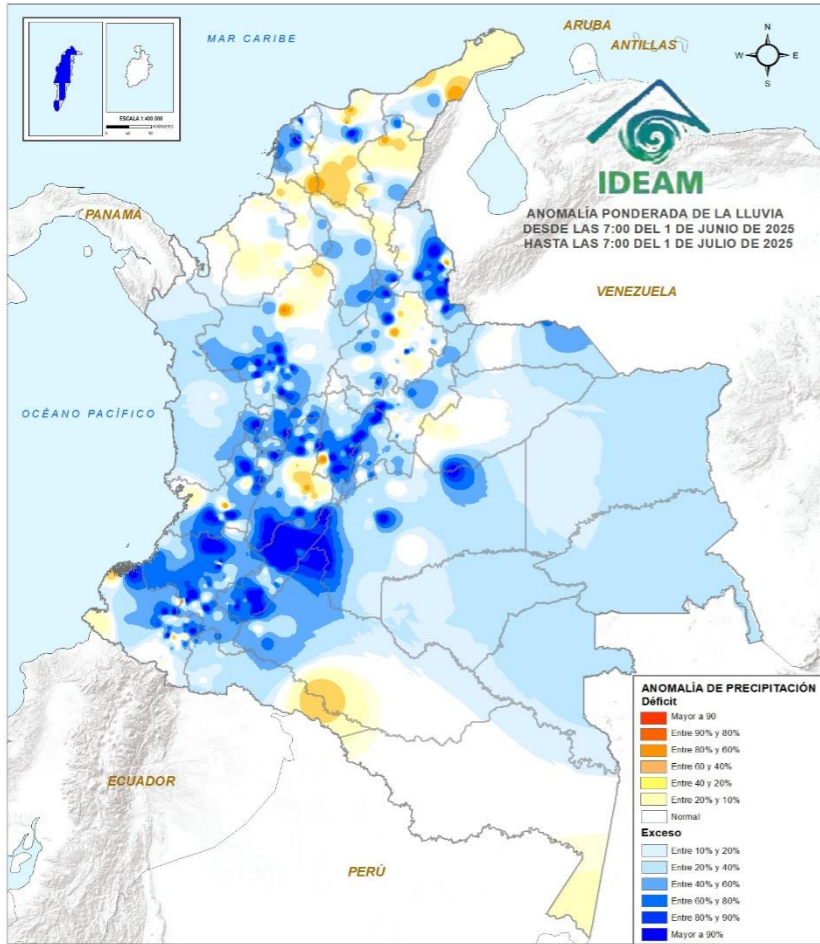 MAR CARIBE
ARUBA
ANTILLAS
N
W
E
S
ESCALA 1:400.000
IDEAM
ANOMALÍA PONDERADA DE LA LLUVIA
DESDE LAS 7:00 DEL 1 DE JUNIO DE 2025
HASTA LAS 7:00 DEL 1 DE JULIO DE 2025
PANAMA
VENEZUELA
OCÉANO PACÍFICO
ECUADOR
PERÚ
ANOMALÍA DE PRECIPITACIÓN
Déficit
Mayor a 90
Entre 90% y 80%
Entre 80% y 60%
Entre 60 y 40%
Entre 40 y 20%
Entre 20% y 10%
Normal
Exceso
Entre 10% y 20%
Entre 20% y 40%
Entre 40% y 60%
Entre 60% y 80%
Entre 80% y 90%
Mayor a 90%